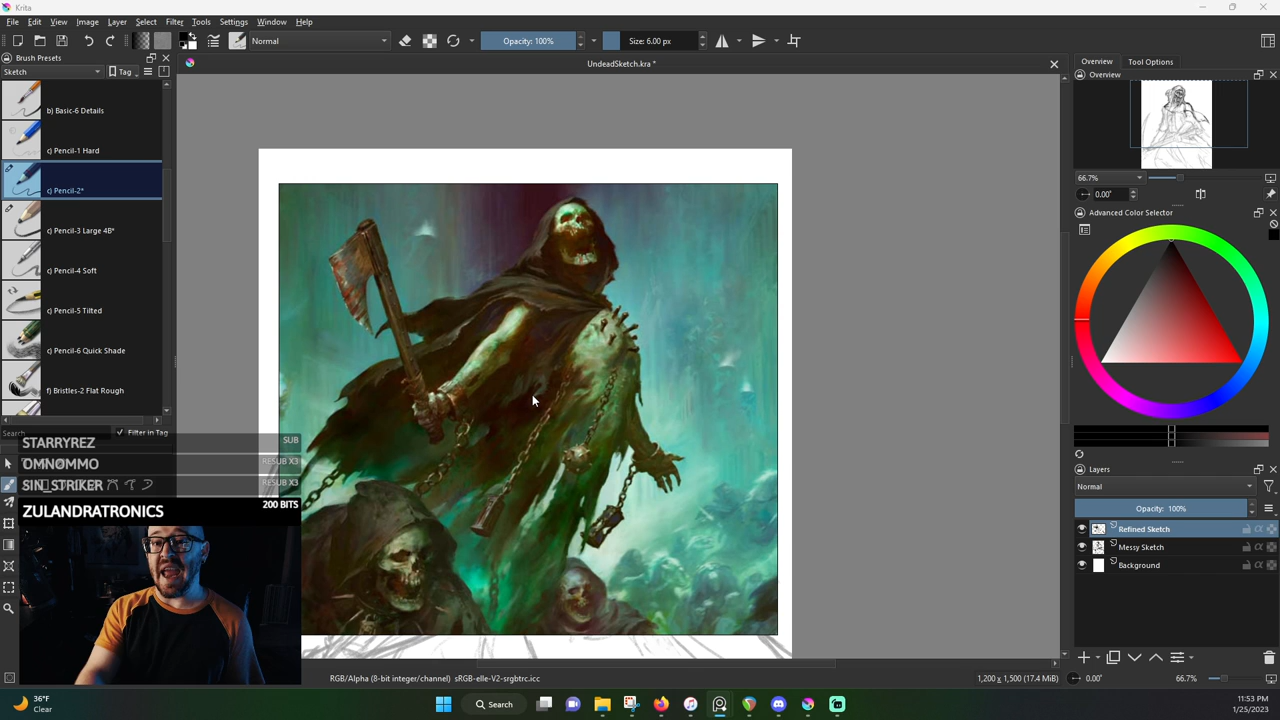 Krita
File Edit View Image Layer Select Filter Tools Settings Window Help
Normal
Opacity: 100%
Size: 6.00 px
Brush Presets
Sketch
Tag
b) Basic-6 Details
c) Pencil-1 Hard
c) Pencil-2*
c) Pencil-3 Large 4B*
c) Pencil-4 Soft
c) Pencil-5 Tilted
c) Pencil-6 Quick Shade
f) Bristles-2 Flat Rough
Search
Filter in Tag
UndeadSketch.kra *
Overview Tool Options
Overview
66.7%
0.00°
Advanced Color Selector
Layers
Normal
Opacity: 100%
Refined Sketch
Messy Sketch
Background
STARRYREZ SUB
OMNOMMO RESUB X3
SIN_STRIKER RESUB X3
ZULANDRATRONICS 200 BITS
RGB/Alpha (8-bit integer/channel) sRGB-elle-V2-srgbtrc.icc
1,200 x 1,500 (17.4 MiB)
0.00°
66.7%
36°F
Clear
Search
11:53 PM
1/25/2023